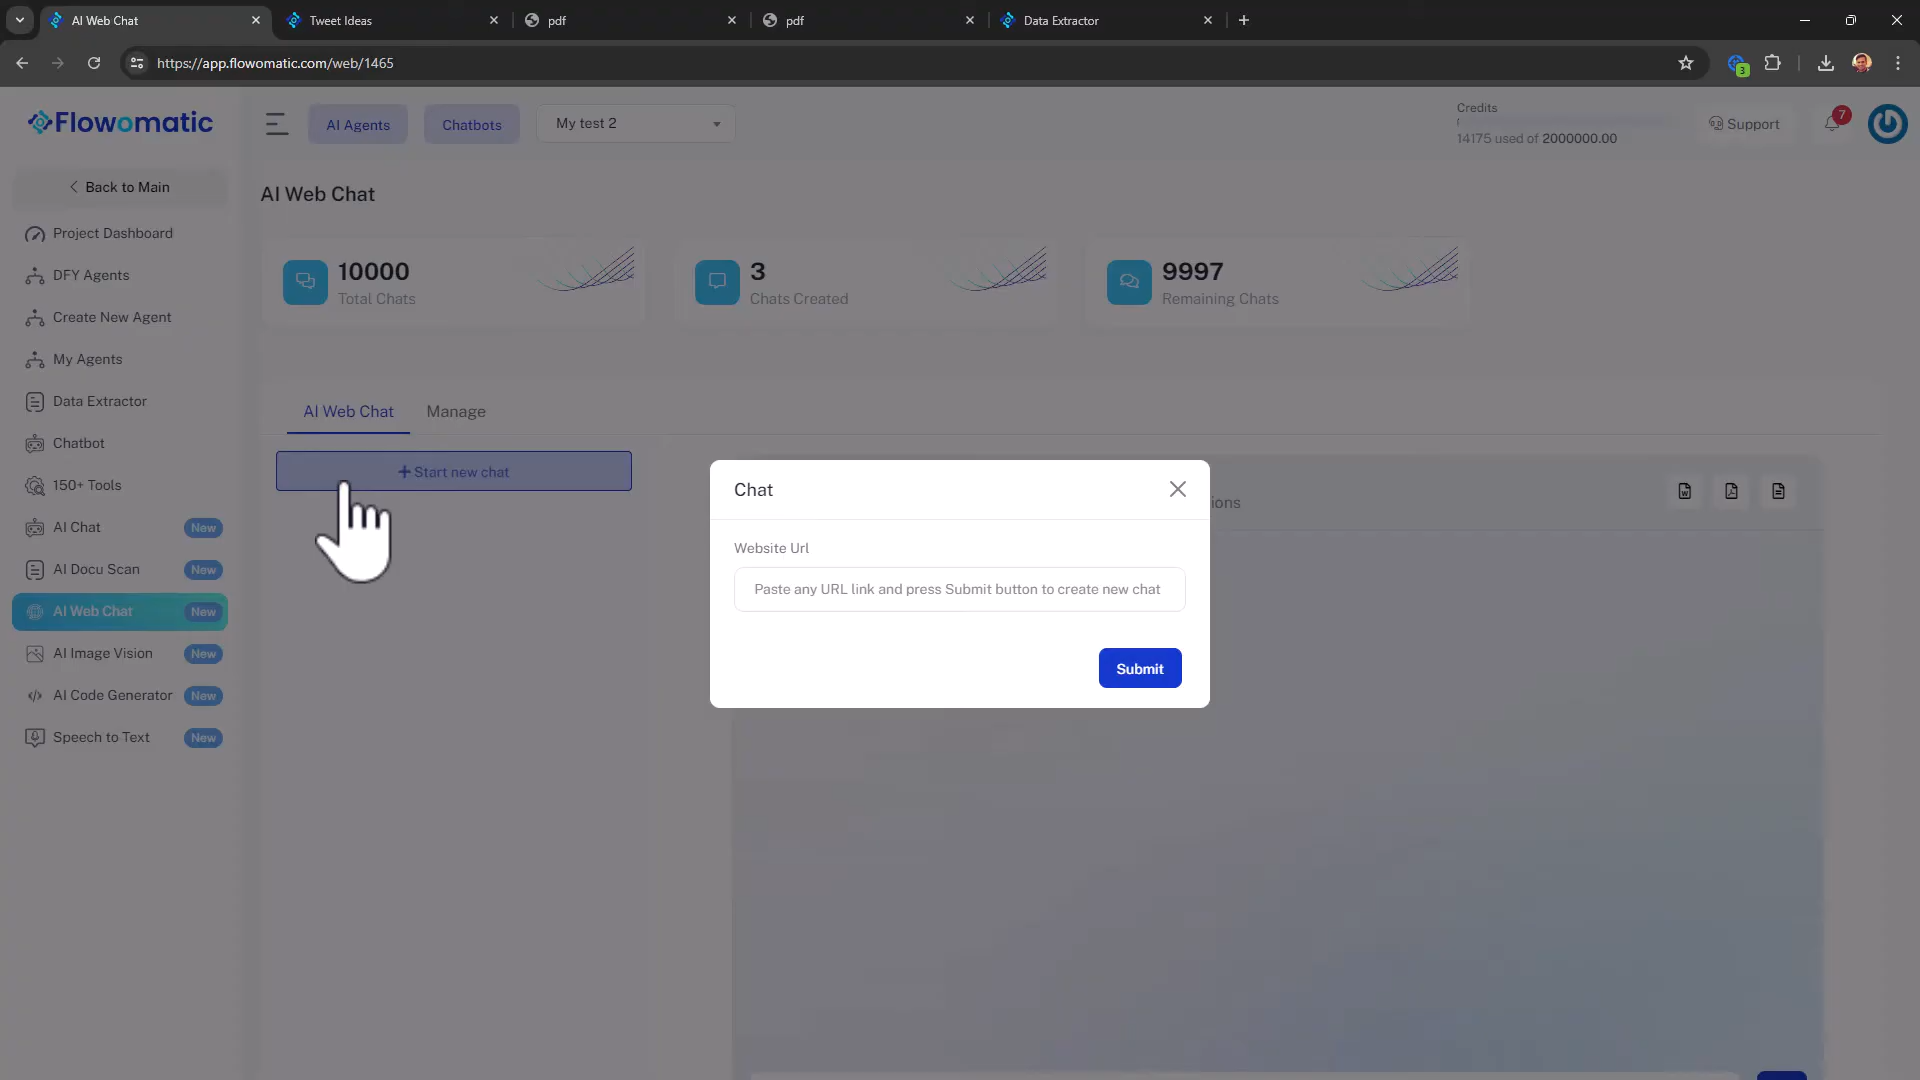 AI Web Chat
Tweet Ideas
pdf
pdf
Data Extractor
https://app.flowomatic.com/web/1465
3
Flowomatic
AI Agents
Chatbots
My test 2
Credits
14175 used of 2000000.00
Support
7
Back to Main
Project Dashboard
DFY Agents
Create New Agent
My Agents
Data Extractor
Chatbot
150+ Tools
AI Chat New
AI Docu Scan New
AI Web Chat New
AI Image Vision New
AI Code Generator New
Speech to Text New
AI Web Chat
10000
Total Chats
3
Chats Created
9997
Remaining Chats
AI Web Chat
Manage
+ Start new chat
Chat
Website Url
Paste any URL link and press Submit button to create new chat
Submit